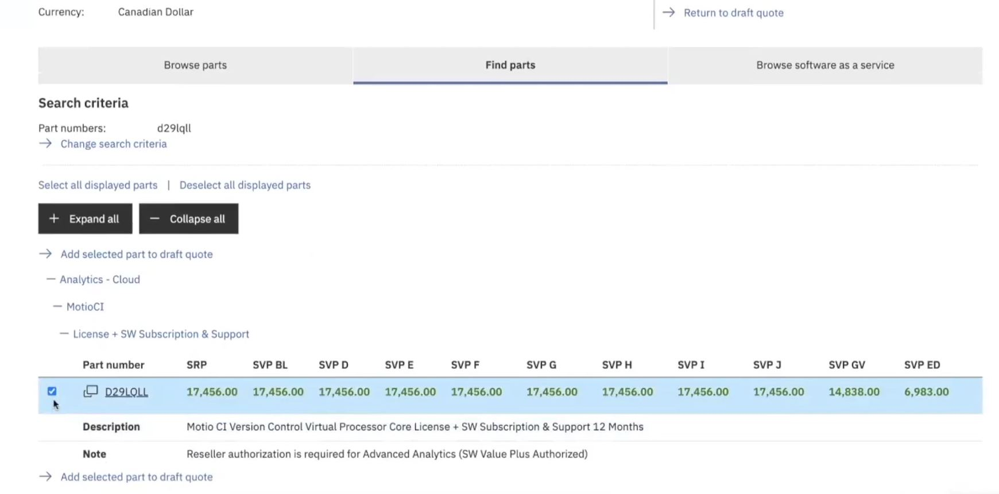 Currency: Canadian Dollar
Return to draft quote
Browse parts Find parts Browse software as a service
Search criteria
Part numbers: d29lqll
Change search criteria
Select all displayed parts | Deselect all displayed parts
+ Expand all − Collapse all
Add selected part to draft quote
− Analytics - Cloud
− MotioCI
− License + SW Subscription & Support
Part number SRP SVP BL SVP D SVP E SVP F SVP G SVP H SVP I SVP J SVP GV SVP ED
D29LQLL 17,456.00 17,456.00 17,456.00 17,456.00 17,456.00 17,456.00 17,456.00 17,456.00 17,456.00 14,838.00 6,983.00
Description Motio CI Version Control Virtual Processor Core License + SW Subscription & Support 12 Months
Note Reseller authorization is required for Advanced Analytics (SW Value Plus Authorized)
Add selected part to draft quote